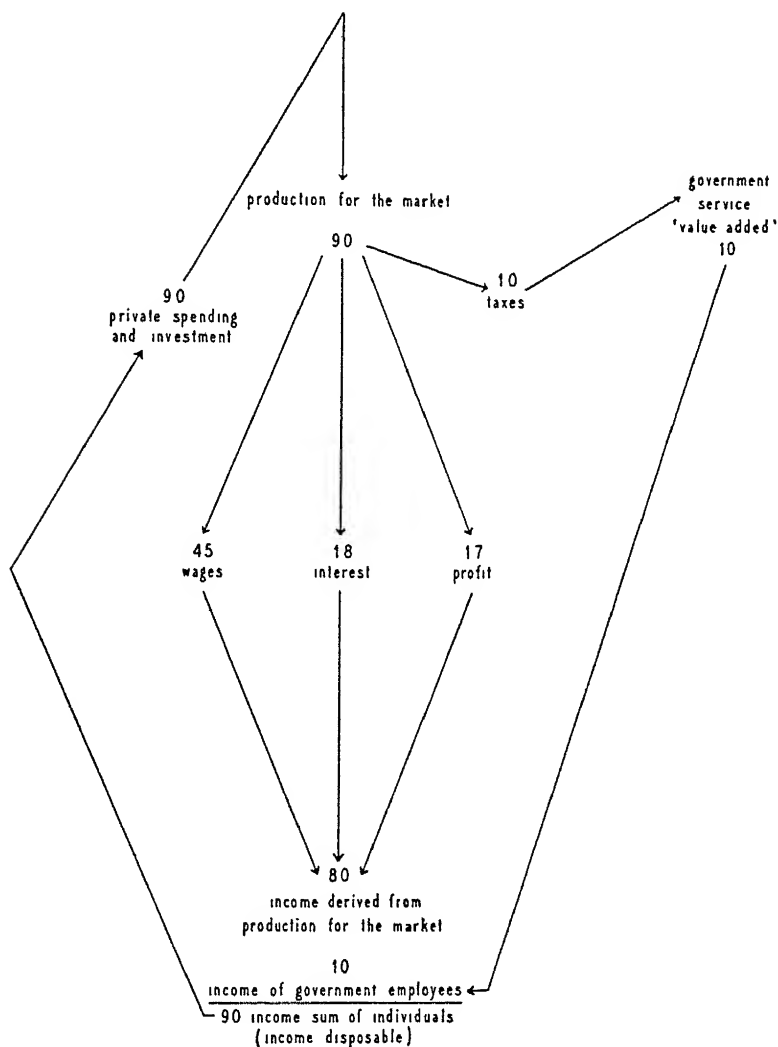 production for the market
90
government
service
'value added'
10
10
taxes
90
private spending
and investment
45
wages
18
interest
17
profit
80
income derived from
production for the market
10
income of government employees
90 income sum of individuals
(income disposable)